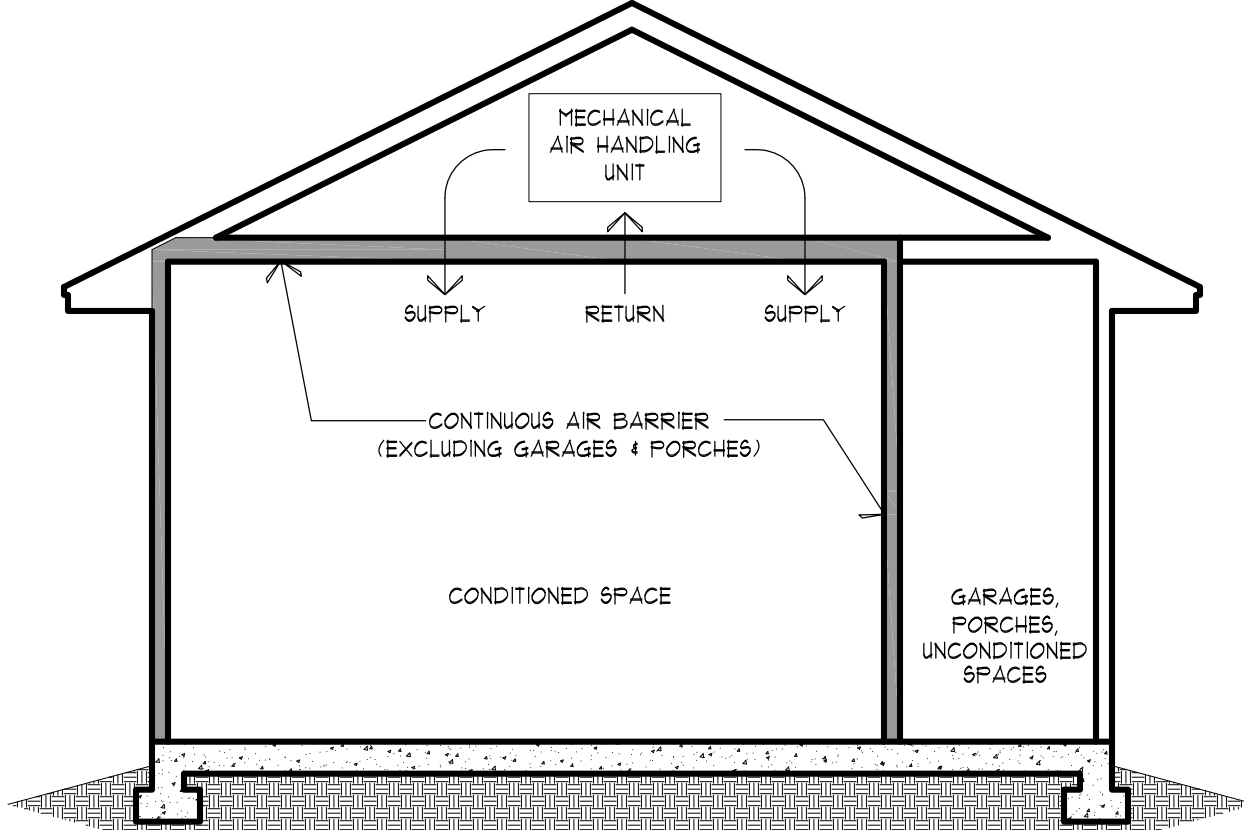 MECHANICAL
AIR HANDLING
UNIT
SUPPLY
RETURN
SUPPLY
CONTINUOUS AIR BARRIER
(EXCLUDING GARAGES & PORCHES)
CONDITIONED SPACE
GARAGES,
PORCHES,
UNCONDITIONED
SPACES